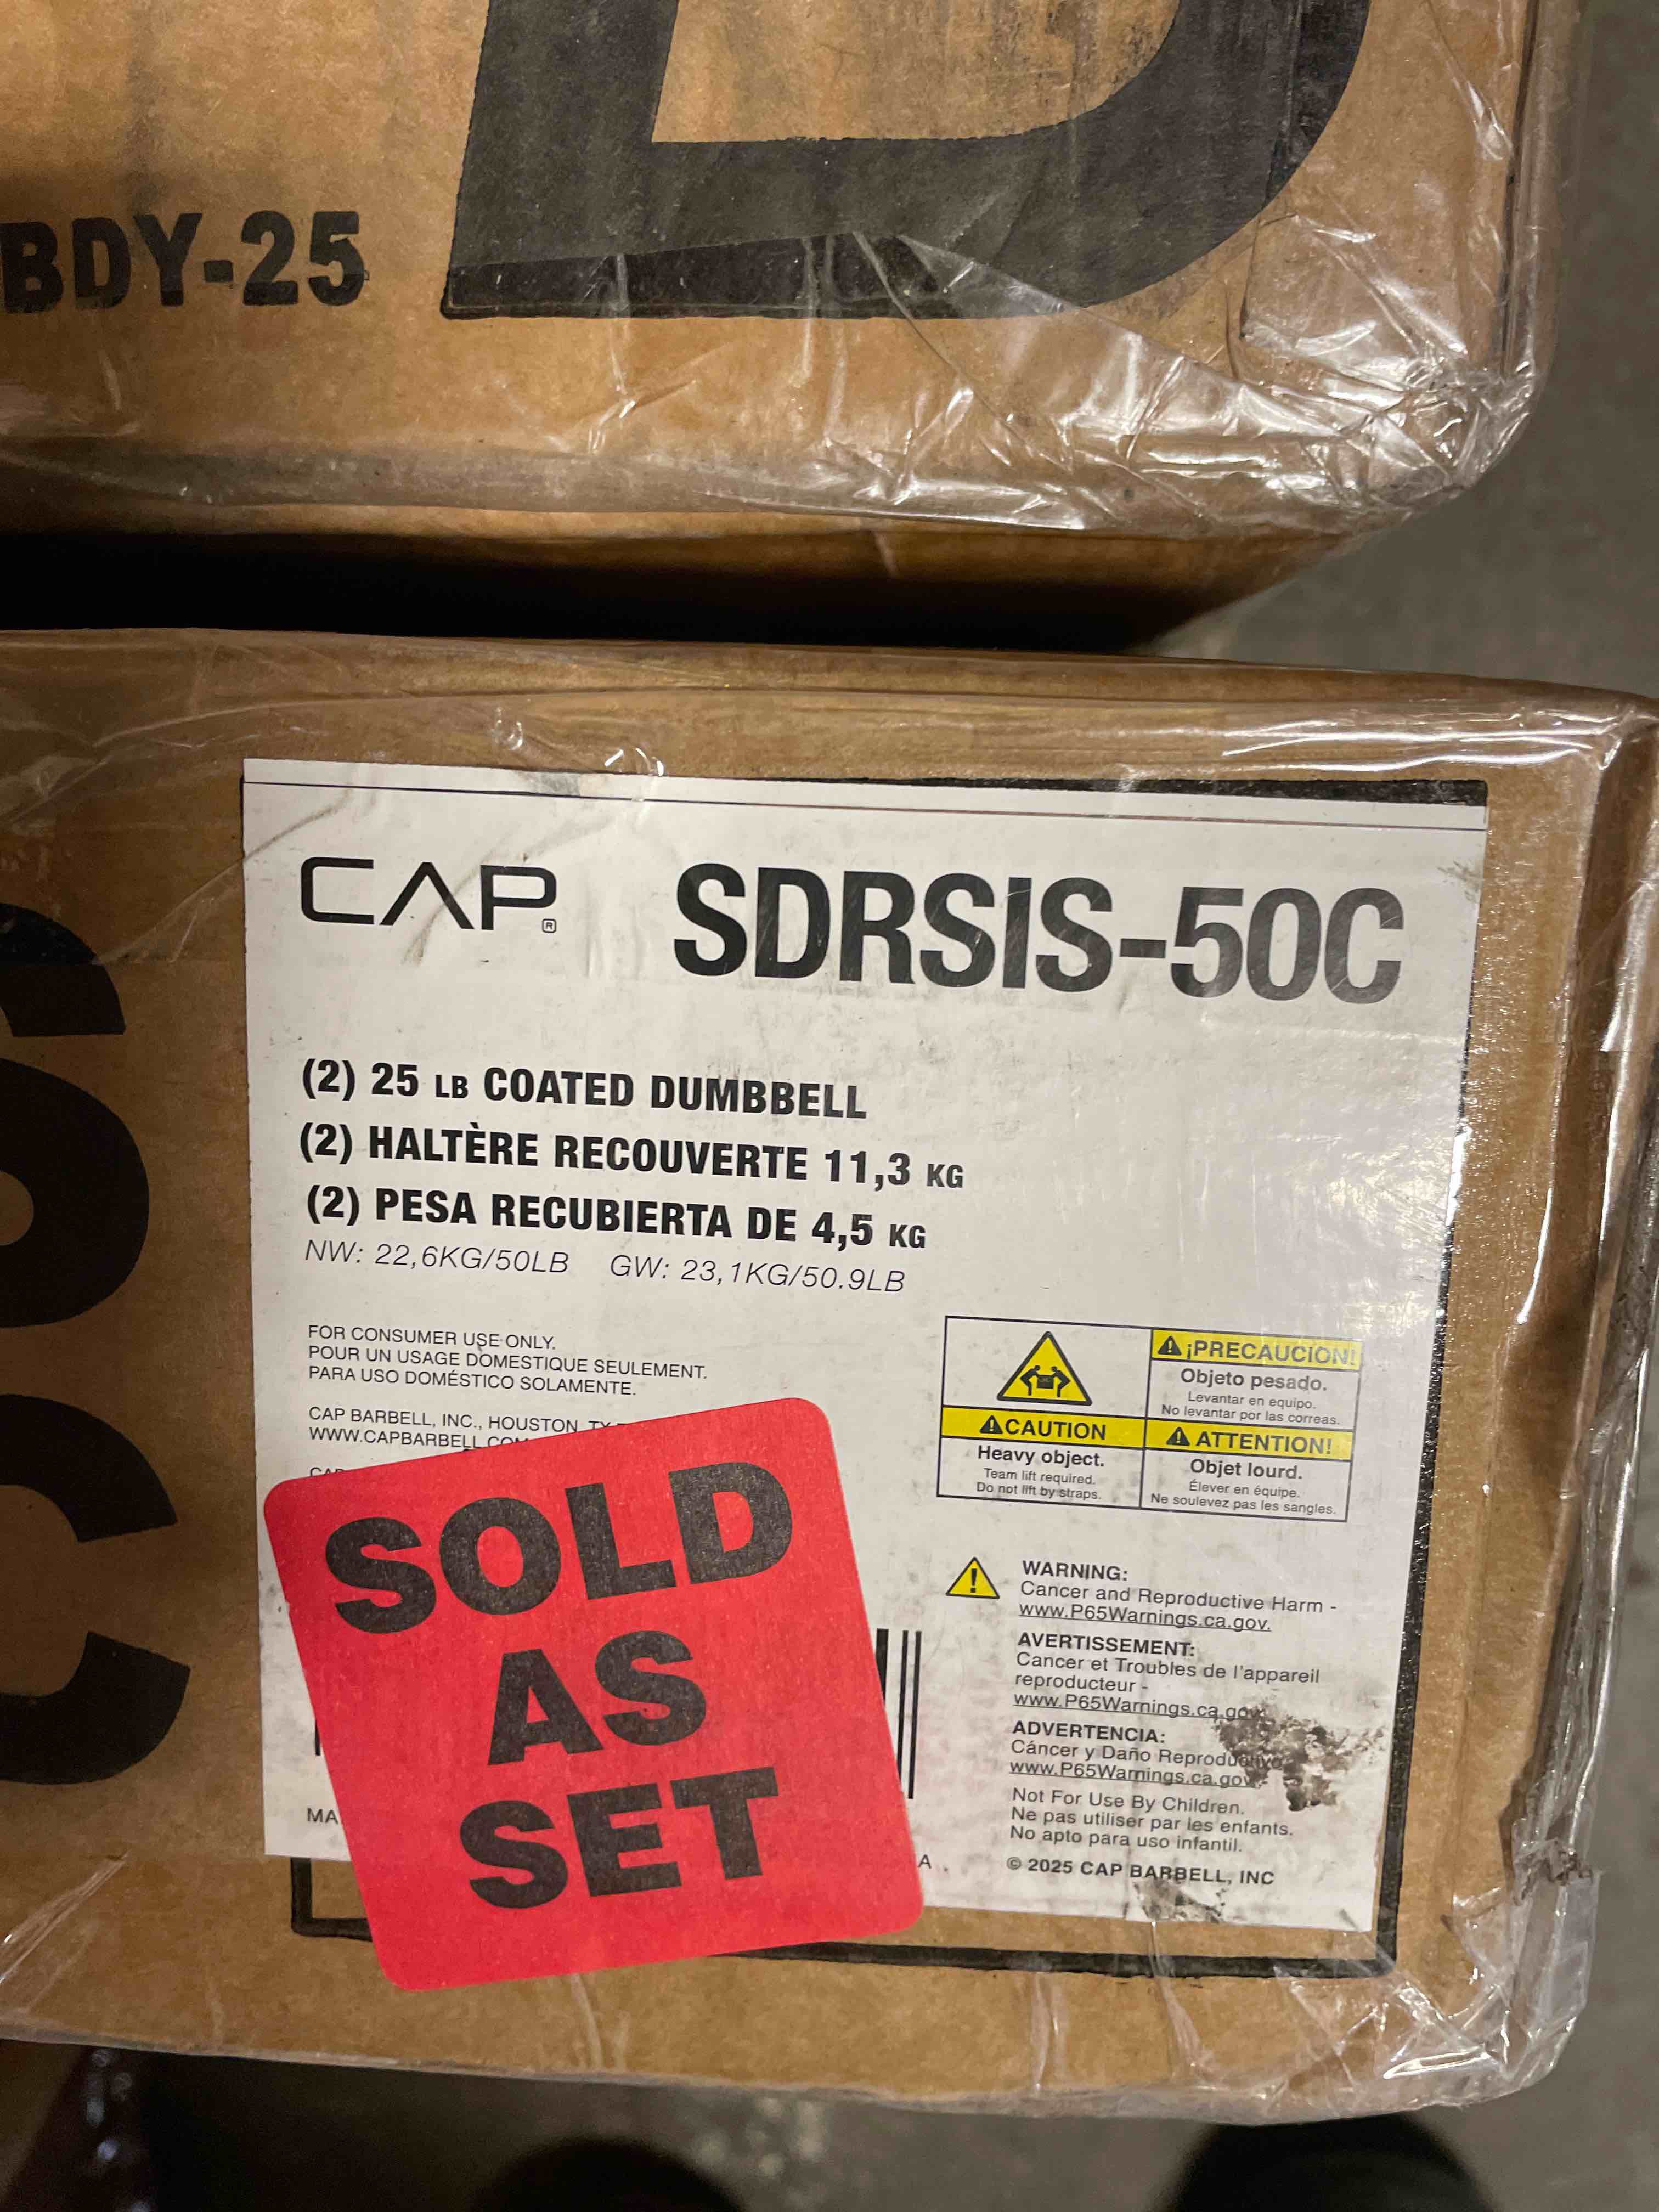 BDY-25
CAP® SDRSIS-50C
(2) 25 LB COATED DUMBBELL
(2) HALTÈRE RECOUVERTE 11,3 KG
(2) PESA RECUBIERTA DE 4,5 KG
NW: 22,6KG/50LB GW: 23,1KG/50.9LB
FOR CONSUMER USE ONLY.
POUR UN USAGE DOMESTIQUE SEULEMENT.
PARA USO DOMÉSTICO SOLAMENTE.
CAP BARBELL, INC., HOUSTON, TX
WWW.CAPBARBELL.COM
SOLD
AS
SET
MA
A.
⚠¡PRECAUCIÓN!
Objeto pesado.
Levantar en equipo.
No levantar por las correas.
⚠CAUTION
Heavy object.
Team lift required.
Do not lift by straps.
⚠ ATTENTION!
Objet lourd.
Élever en équipe.
Ne soulevez pas les sangles.
WARNING:
Cancer and Reproductive Harm -
www.P65Warnings.ca.gov.
AVERTISSEMENT:
Cancer et Troubles de l'appareil
reproducteur -
www.P65Warnings.ca.gov.
ADVERTENCIA:
Cáncer y Daño Reproductivo
www.P65Warnings.ca.gov.
Not For Use By Children.
Ne pas utiliser par les enfants.
No apto para uso infantil.
© 2025 CAP BARBELL, INC